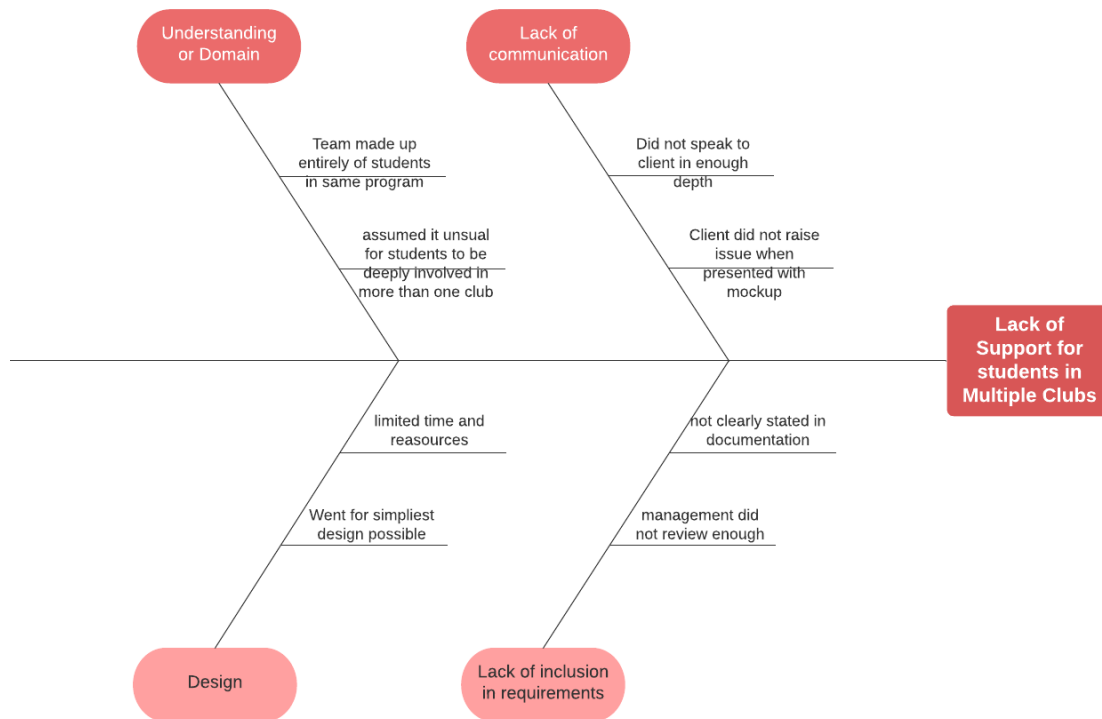 Understanding
or Domain
Lack of
communication
Team made up
entirely of students
in same program
Did not speak to
client in enough
depth
assumed it unusual
for students to be
deeply involved in
more than one club
Client did not raise
issue when
presented with
mockup
Lack of
Support for
students in
Multiple Clubs
limited time and
reasources
not clearly stated in
documentation
Went for simpliest
design possible
management did
not review enough
Design
Lack of inclusion
in requirements